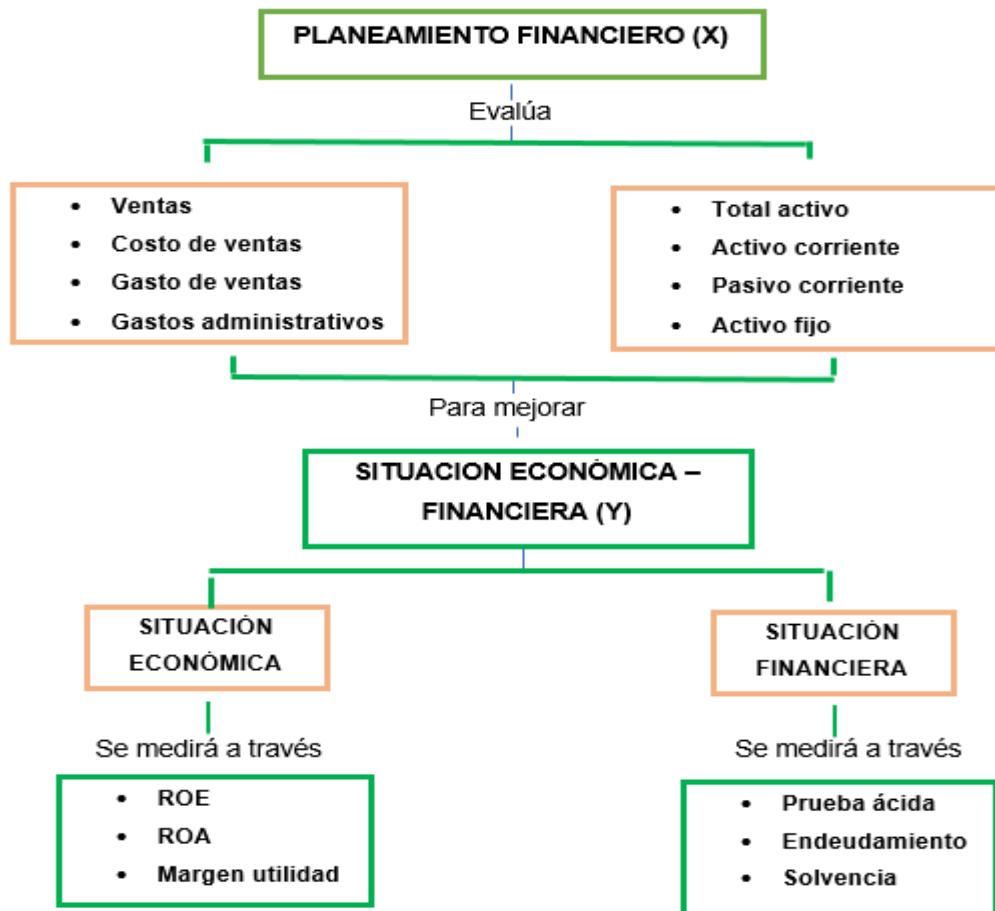 PLANEAMIENTO FINANCIERO (X)
Evalúa
• Ventas
• Costo de ventas
• Gasto de ventas
• Gastos administrativos
• Total activo
• Activo corriente
• Pasivo corriente
• Activo fijo
Para mejorar
SITUACION ECONÓMICA –
FINANCIERA (Y)
SITUACIÓN
ECONÓMICA
SITUACIÓN
FINANCIERA
Se medirá a través
• ROE
• ROA
• Margen utilidad
Se medirá a través
• Prueba ácida
• Endeudamiento
• Solvencia